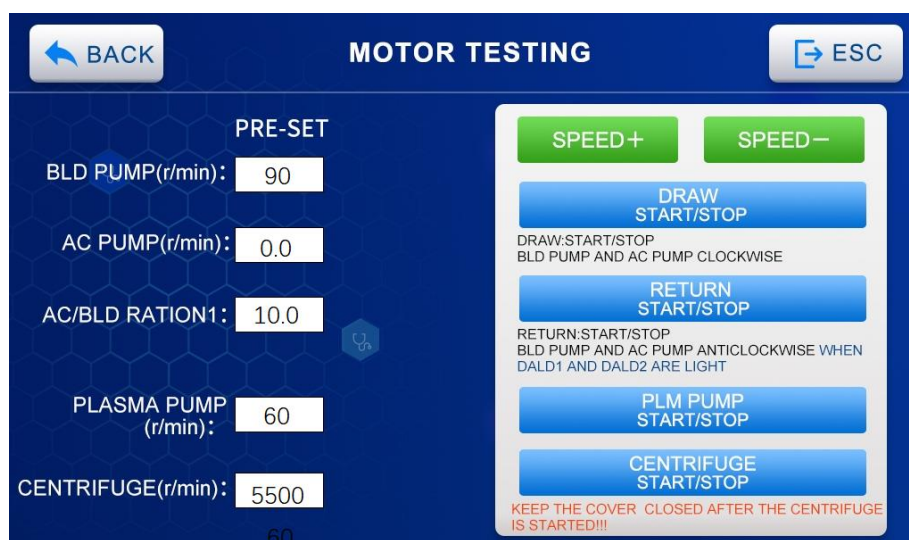 BACK
MOTOR TESTING
ESC
PRE-SET
BLD PUMP(r/min): 90
AC PUMP(r/min): 0.0
AC/BLD RATION1: 10.0
PLASMA PUMP
(r/min): 60
CENTRIFUGE(r/min): 5500
60
SPEED+ SPEED-
DRAW
START/STOP
DRAW:START/STOP
BLD PUMP AND AC PUMP CLOCKWISE
RETURN
START/STOP
RETURN:START/STOP
BLD PUMP AND AC PUMP ANTICLOCKWISE WHEN
DALD1 AND DALD2 ARE LIGHT
PLM PUMP
START/STOP
CENTRIFUGE
START/STOP
KEEP THE COVER CLOSED AFTER THE CENTRIFUGE
IS STARTED!!!